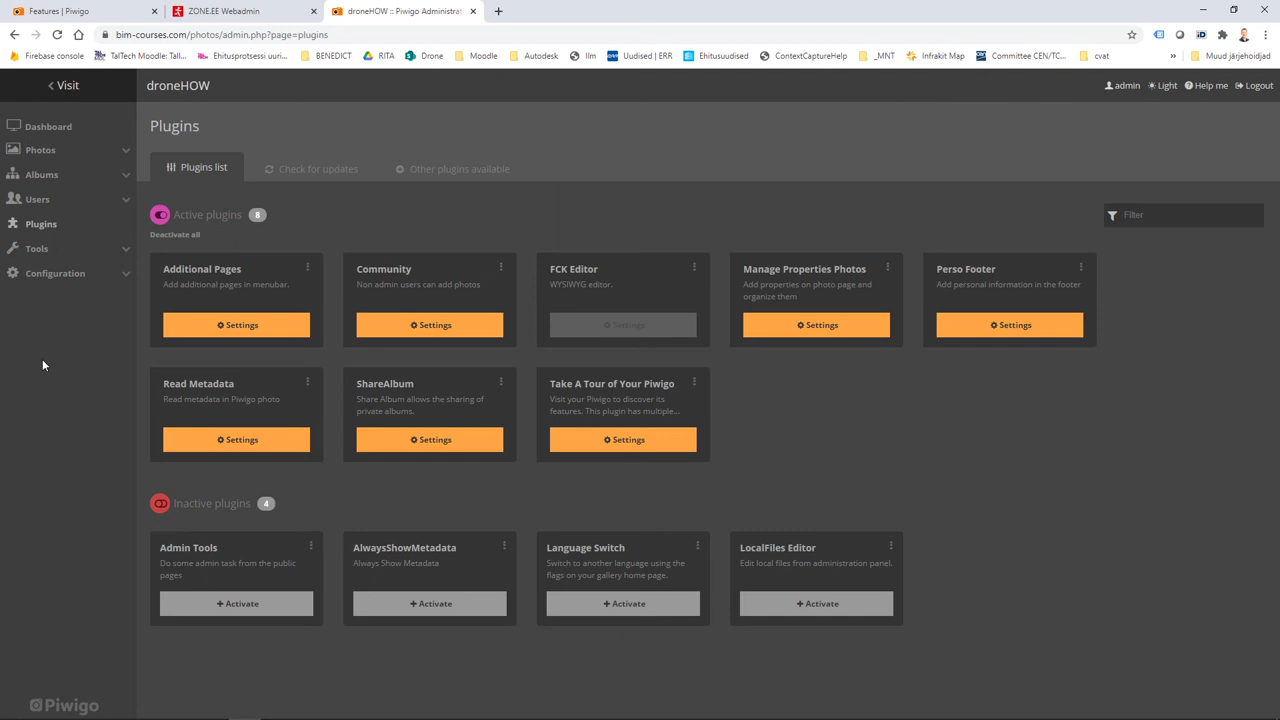 Features | Piwigo
ZONE.EE Webadmin
droneHOW :: Piwigo Administrat
bim-courses.com/photos/admin.php?page=plugins
Firebase console
TalTech Moodle: Tall...
Ehitusprotsessi uuri...
BENEDICT
RITA
Drone
Moodle
Autodesk
Ilm
Uudised | ERR
Ehitusuudised
ContextCaptureHelp
_MNT
Infrakit Map
Committee CEN/TC...
cvat
»
Muud järjehoidjad
Visit
droneHOW
admin
Light
Help me
Logout
Dashboard
Photos
Albums
Users
Plugins
Tools
Configuration
Plugins
Plugins list
Check for updates
Other plugins available
Active plugins 8
Filter
Deactivate all
Additional Pages
Add additional pages in menubar.
Settings
Community
Non admin users can add photos
Settings
FCK Editor
WYSIWYG editor.
Settings
Manage Properties Photos
Add properties on photo page and
organize them
Settings
Perso Footer
Add personal information in the footer
Settings
Read Metadata
Read metadata in Piwigo photo
Settings
ShareAlbum
Share Album allows the sharing of
private albums.
Settings
Take A Tour of Your Piwigo
Visit your Piwigo to discover its
features. This plugin has multiple...
Settings
Inactive plugins 4
Admin Tools
Do some admin task from the public
pages
+ Activate
AlwaysShowMetadata
Always Show Metadata
+ Activate
Language Switch
Switch to another language using the
flags on your gallery home page.
+ Activate
LocalFiles Editor
Edit local files from administration panel.
+ Activate
Piwigo